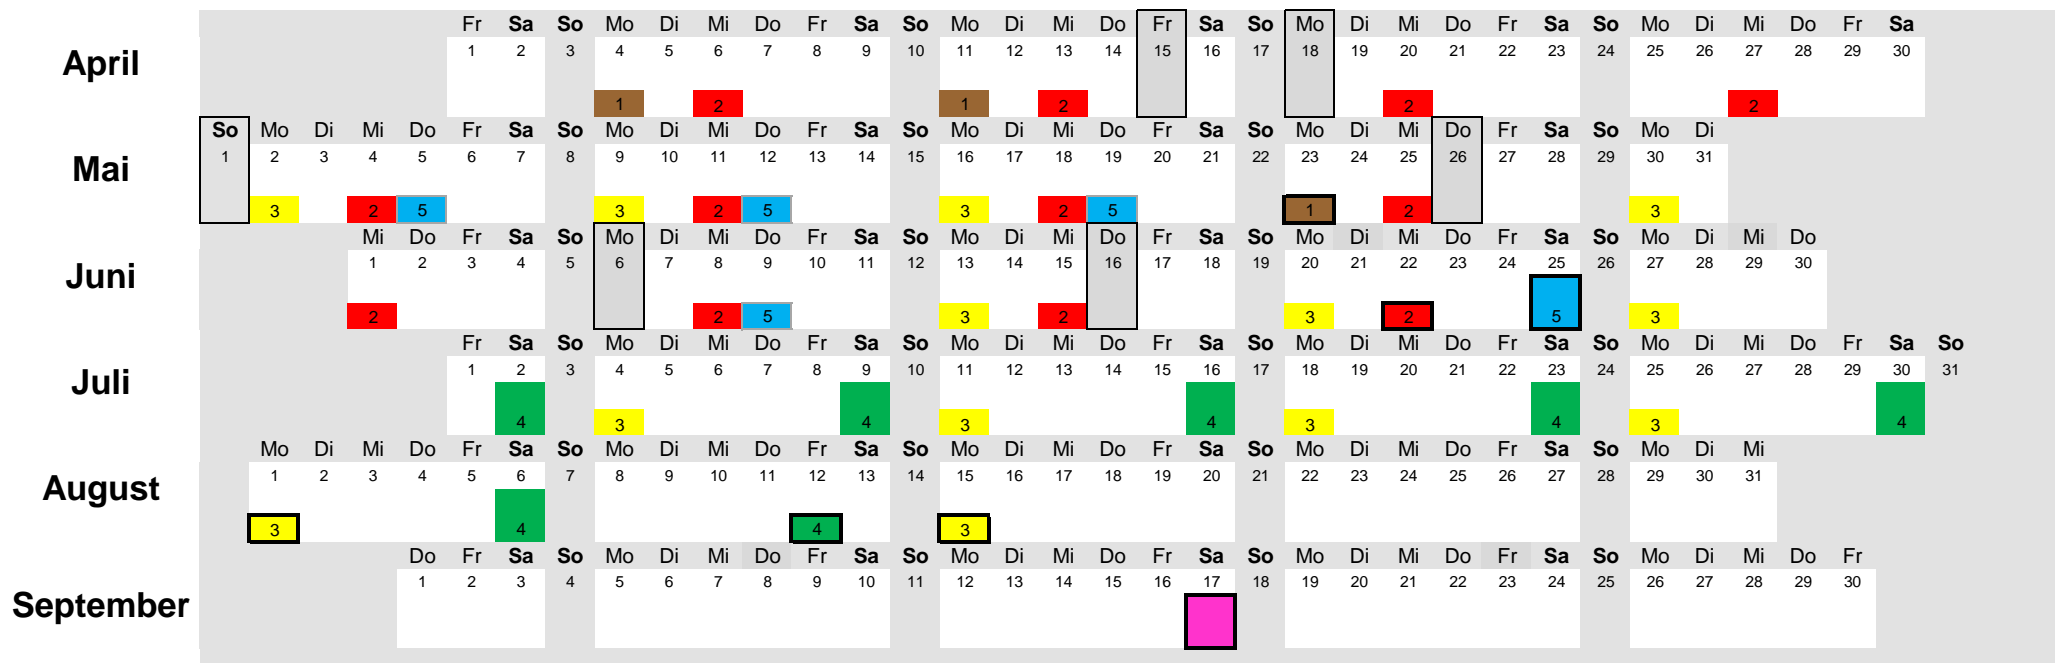 Fr Sa So Mo Di Mi Do Fr Sa So Mo Di Mi Do Fr Sa So Mo Di Mi Do Fr Sa So Mo Di Mi Do Fr Sa
April
1 2 3 4 5 6 7 8 9 10 11 12 13 14 15 16 17 18 19 20 21 22 23 24 25 26 27 28 29 30
1 2 1 2 2 2
So Mo Di Mi Do Fr Sa So Mo Di Mi Do Fr Sa So Mo Di Mi Do Fr Sa So Mo Di Mi Do Fr Sa So Mo Di
Mai
1 2 3 4 5 6 7 8 9 10 11 12 13 14 15 16 17 18 19 20 21 22 23 24 25 26 27 28 29 30 31
3 2 5 3 2 5 3 2 5 1 2 3
Mi Do Fr Sa So Mo Di Mi Do Fr Sa So Mo Di Mi Do Fr Sa So Mo Di Mi Do Fr Sa So Mo Di Mi Do
Juni
1 2 3 4 5 6 7 8 9 10 11 12 13 14 15 16 17 18 19 20 21 22 23 24 25 26 27 28 29 30
2 2 5 3 2 3 2 5 3
Fr Sa So Mo Di Mi Do Fr Sa So Mo Di Mi Do Fr Sa So Mo Di Mi Do Fr Sa So Mo Di Mi Do Fr Sa So
Juli
1 2 3 4 5 6 7 8 9 10 11 12 13 14 15 16 17 18 19 20 21 22 23 24 25 26 27 28 29 30 31
4 3 4 3 4 3 4 3 4
Mo Di Mi Do Fr Sa So Mo Di Mi Do Fr Sa So Mo Di Mi Do Fr Sa So Mo Di Mi Do Fr Sa So Mo Di Mi
August
1 2 3 4 5 6 7 8 9 10 11 12 13 14 15 16 17 18 19 20 21 22 23 24 25 26 27 28 29 30 31
3 4 4 3
Do Fr Sa So Mo Di Mi Do Fr Sa So Mo Di Mi Do Fr Sa So Mo Di Mi Do Fr Sa So Mo Di Mi Do Fr
September
1 2 3 4 5 6 7 8 9 10 11 12 13 14 15 16 17 18 19 20 21 22 23 24 25 26 27 28 29 30